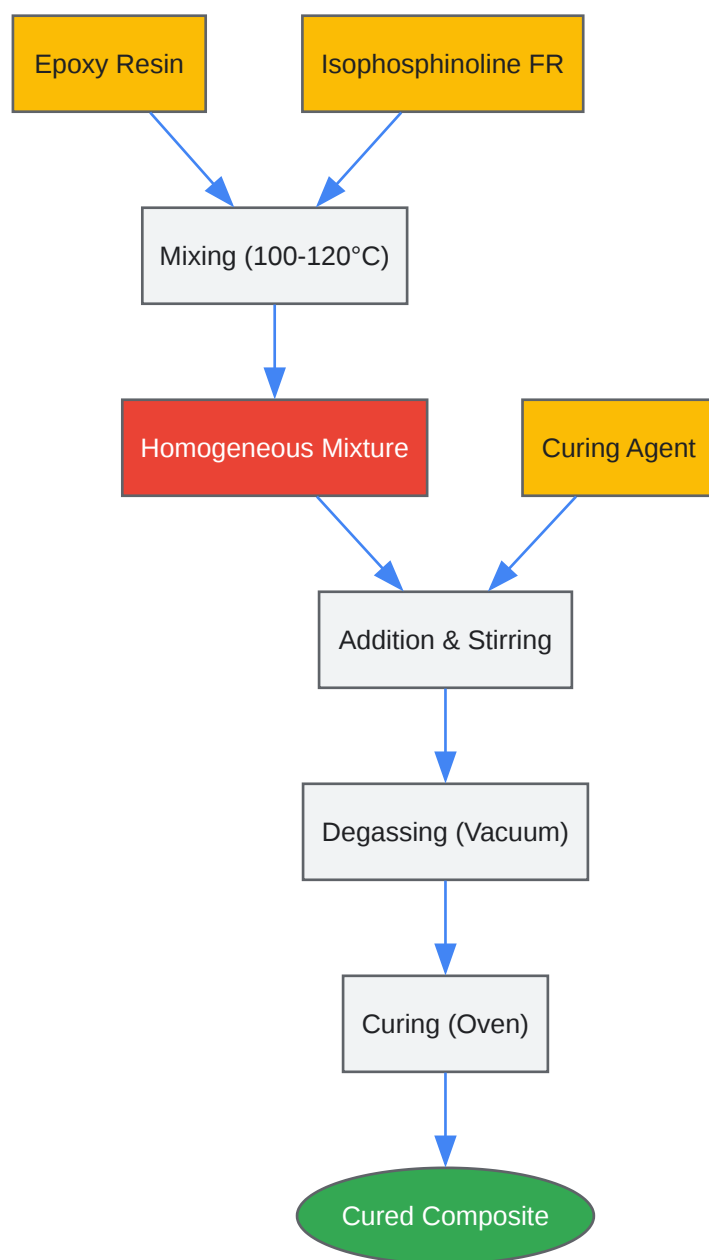 Epoxy Resin
Isophosphinoline FR
Mixing (100-120°C)
Homogeneous Mixture
Curing Agent
Addition & Stirring
Degassing (Vacuum)
Curing (Oven)
Cured Composite